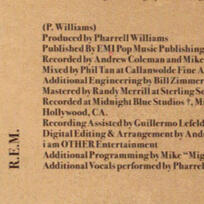 (P. Williams)
Produced by Pharrell Williams
Published By EMI Pop Music Publishing
Recorded by Andrew Coleman and Mike
Mixed by Phil Tan at Callanwolde Fine A
Additional Engineering by Bill Zimmer
Mastered by Randy Merrill at Sterling So
Recorded at Midnight Blue Studios †, Mi
Hollywood, CA.
Recording Assisted by Guillermo Lefeld
Digital Editing & Arrangement by And
i am OTHER Entertainment
Additional Programming by Mike "Mig
Additional Vocals performed by Pharrel
R.E.M.